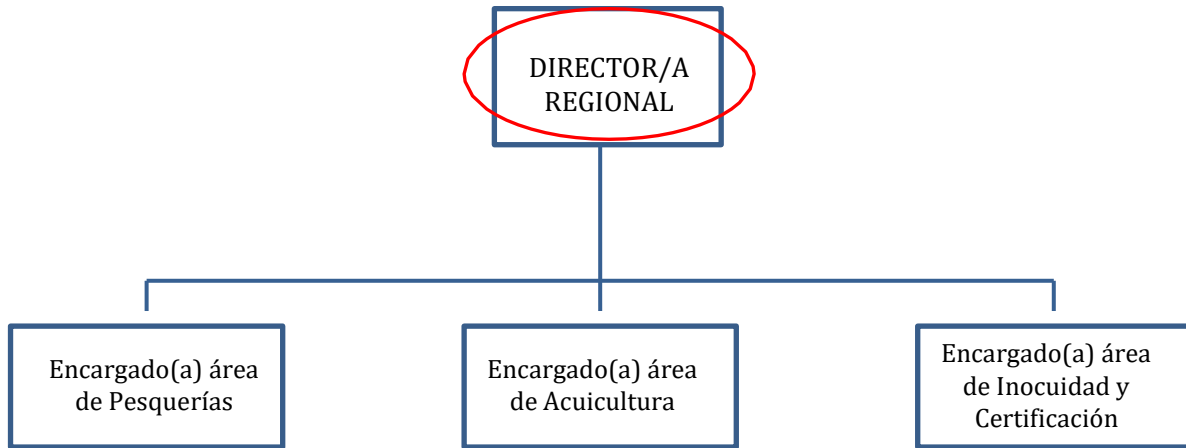 DIRECTOR/A
REGIONAL
Encargado(a) área
de Pesquerías
Encargado(a) área
de Acuicultura
Encargado(a) área
de Inocuidad y
Certificación